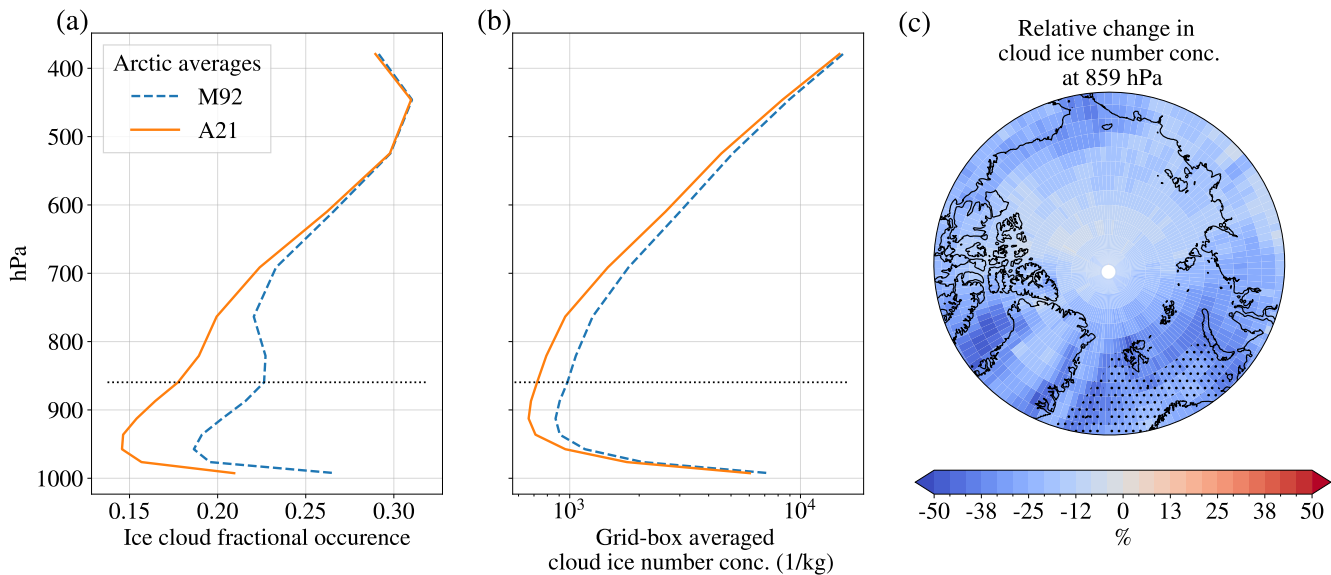 (a)
Arctic averages
M92
A21
hPa
400
500
600
700
800
900
1000
0.15
0.20
0.25
0.30
Ice cloud fractional occurence
(b)
10³
10⁴
Grid-box averaged
cloud ice number conc. (1/kg)
(c)
Relative change in
cloud ice number conc.
at 859 hPa
-50
-38
-25
-12
0
13
25
38
50
%